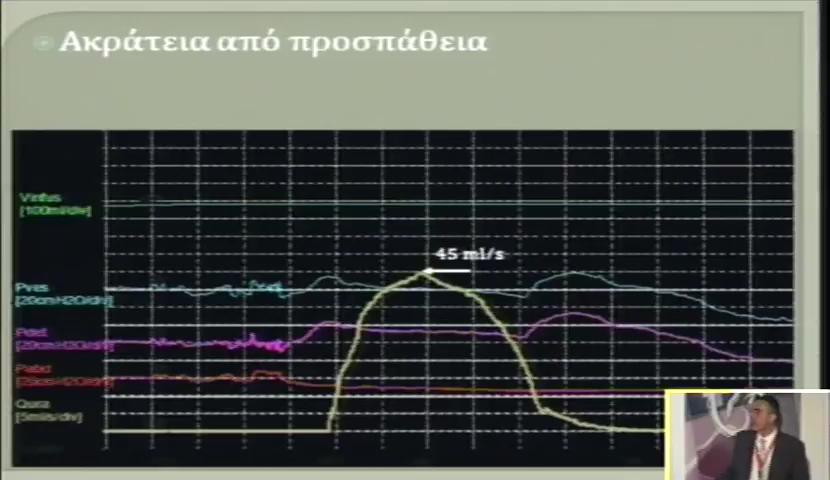 Ακράτεια από προσπάθεια
Vinfus
[100ml/div]
45 ml/s
Pves
[20cmH2O/div]
Pdet
[20cmH2O/div]
Pabd
[20cmH2O/div]
Qura
[5ml/s/div]